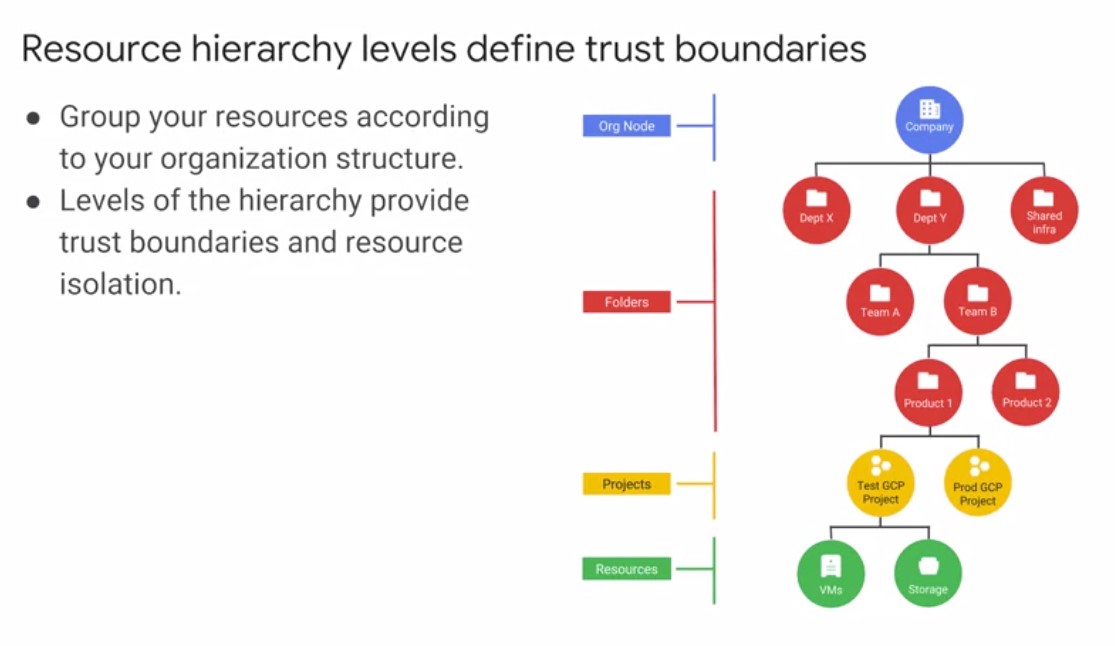 Resource hierarchy levels define trust boundaries
● Group your resources according
to your organization structure.
● Levels of the hierarchy provide
trust boundaries and resource
isolation.
Org Node
Company
Dept X
Dept Y
Shared
infra
Folders
Team A
Team B
Product 1
Product 2
Projects
Test GCP
Project
Prod GCP
Project
Resources
VMs
Storage